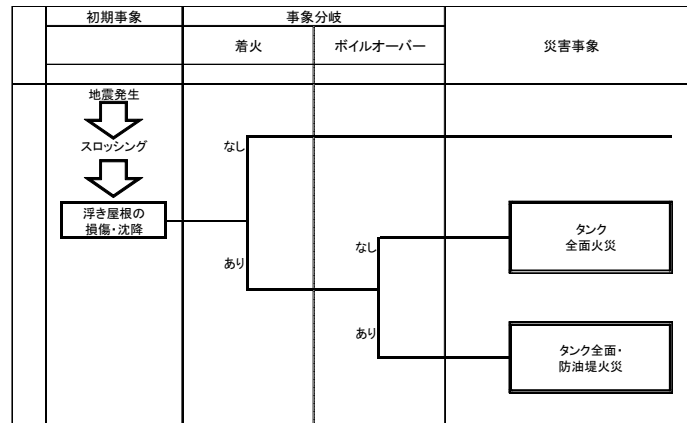 初期事象
事象分岐
着火
ボイルオーバー
災害事象
地震発生
スロッシング
浮き屋根の
損傷・沈降
なし
あり
なし
あり
タンク
全面火災
タンク全面・
防油堤火災